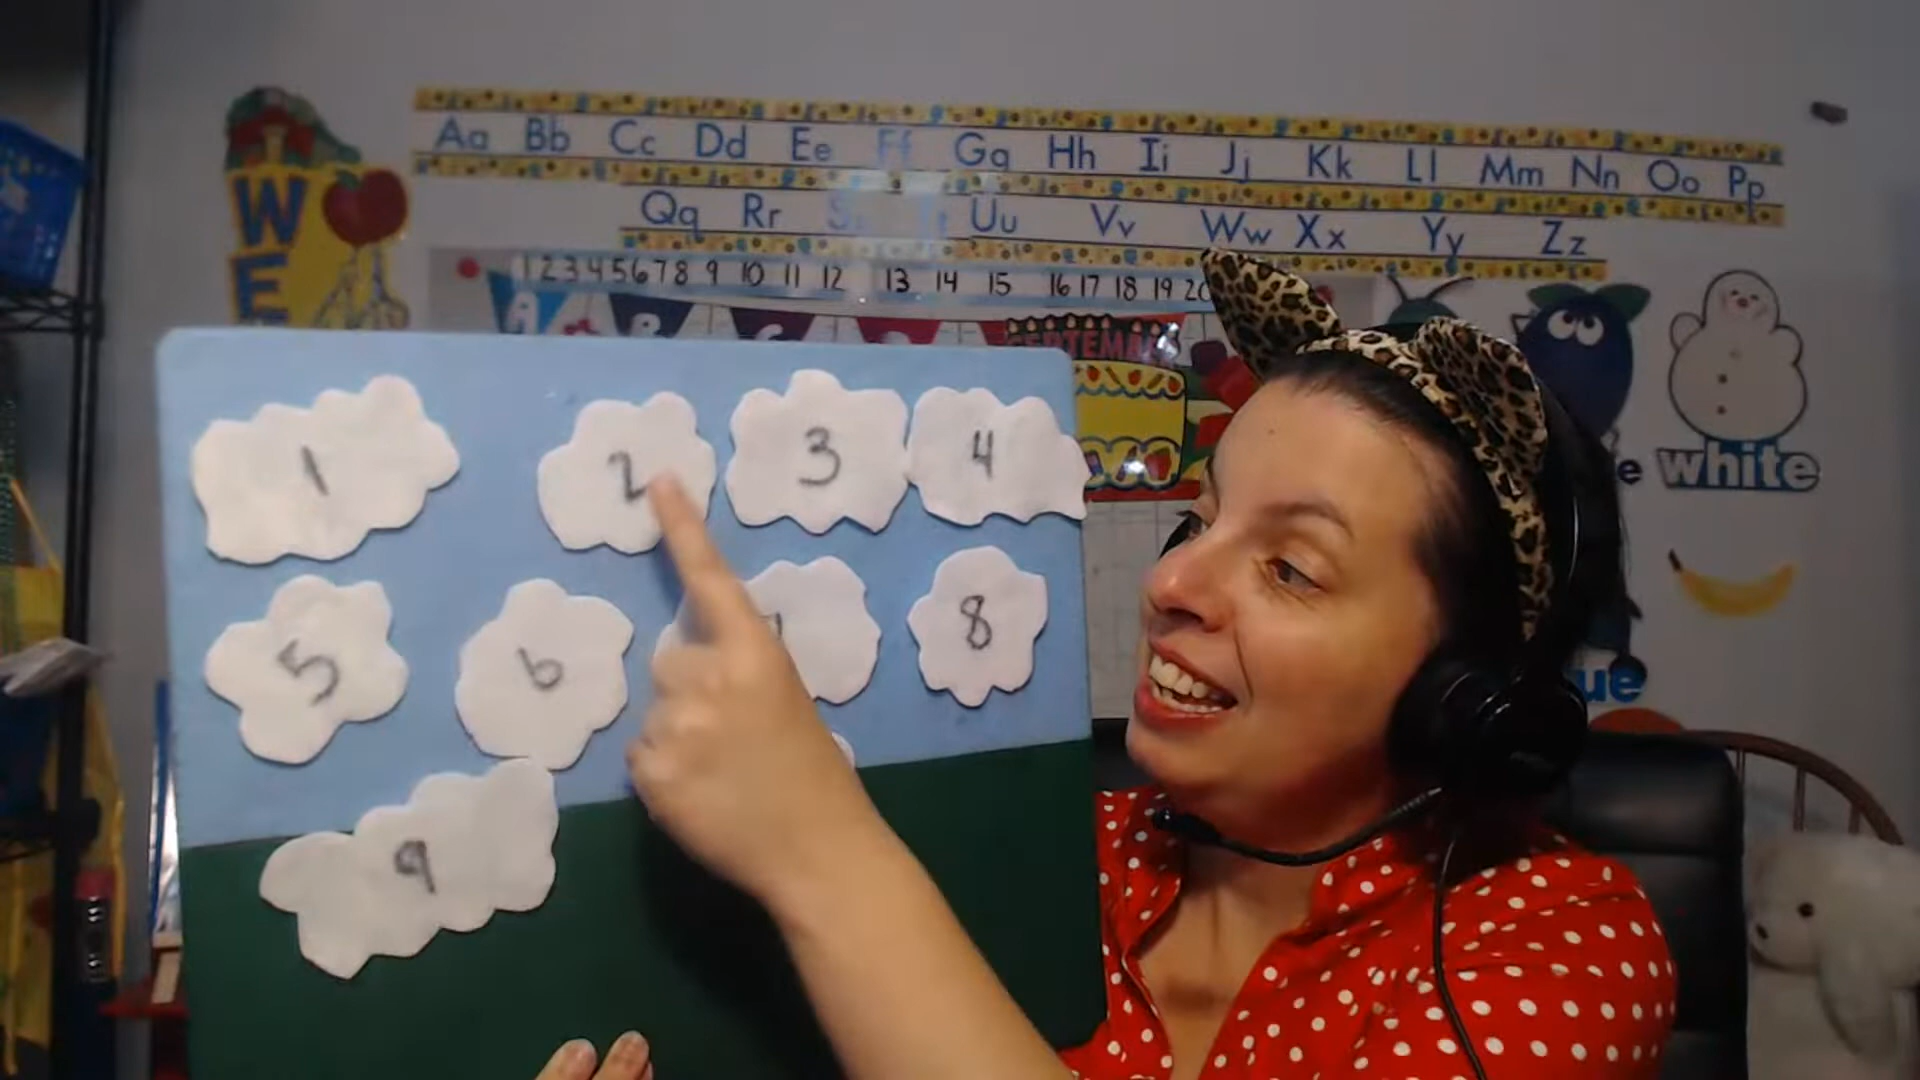 Aa Bb Cc Dd Ee Ff Gg Hh Ii Jj Kk Ll Mm Nn Oo Pp
Qq Rr Uu Vv Ww Xx Yy Zz
WE
1 2 3 4 5 6 7 8 9 10 11 12 13 14 15 16 17 18 19 20
A B C
white
1 2 3 4
5 6 8
9